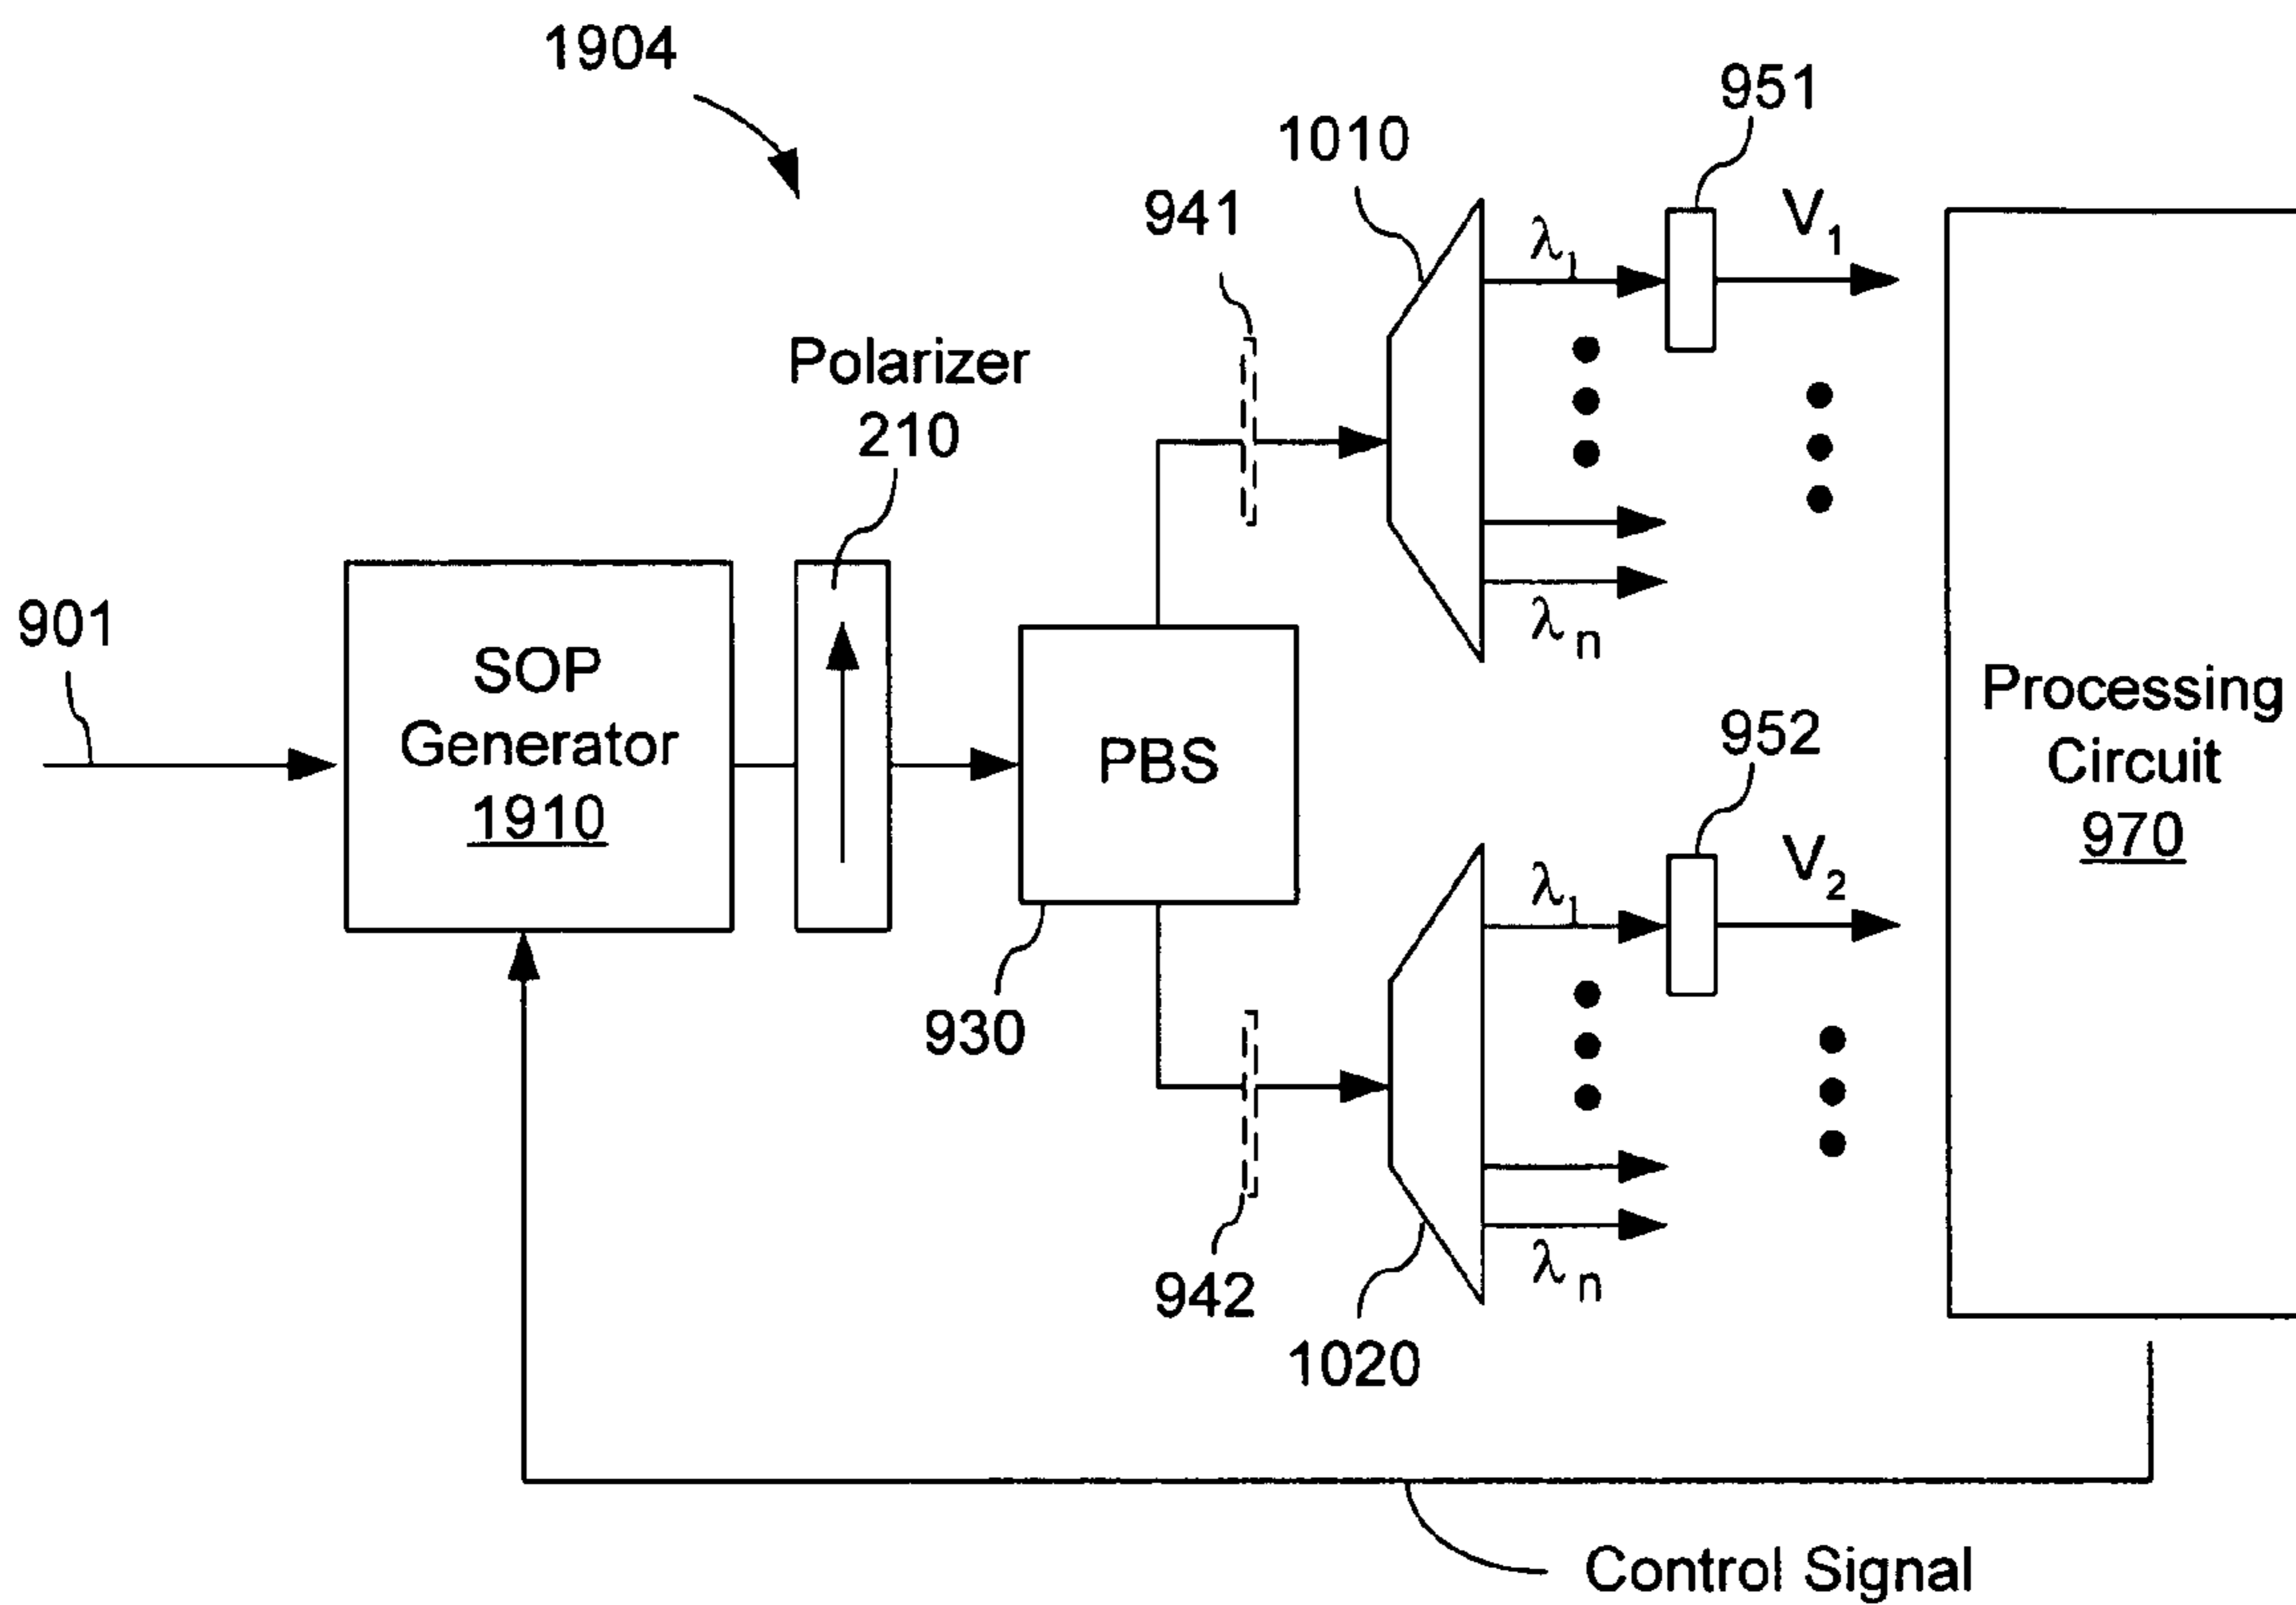 1904
951
1010
V1
941
λ1
Polarizer
210
λn
901
SOP
Generator
1910
PBS
Processing
Circuit
970
952
V2
λ1
930
942
λn
1020
Control Signal